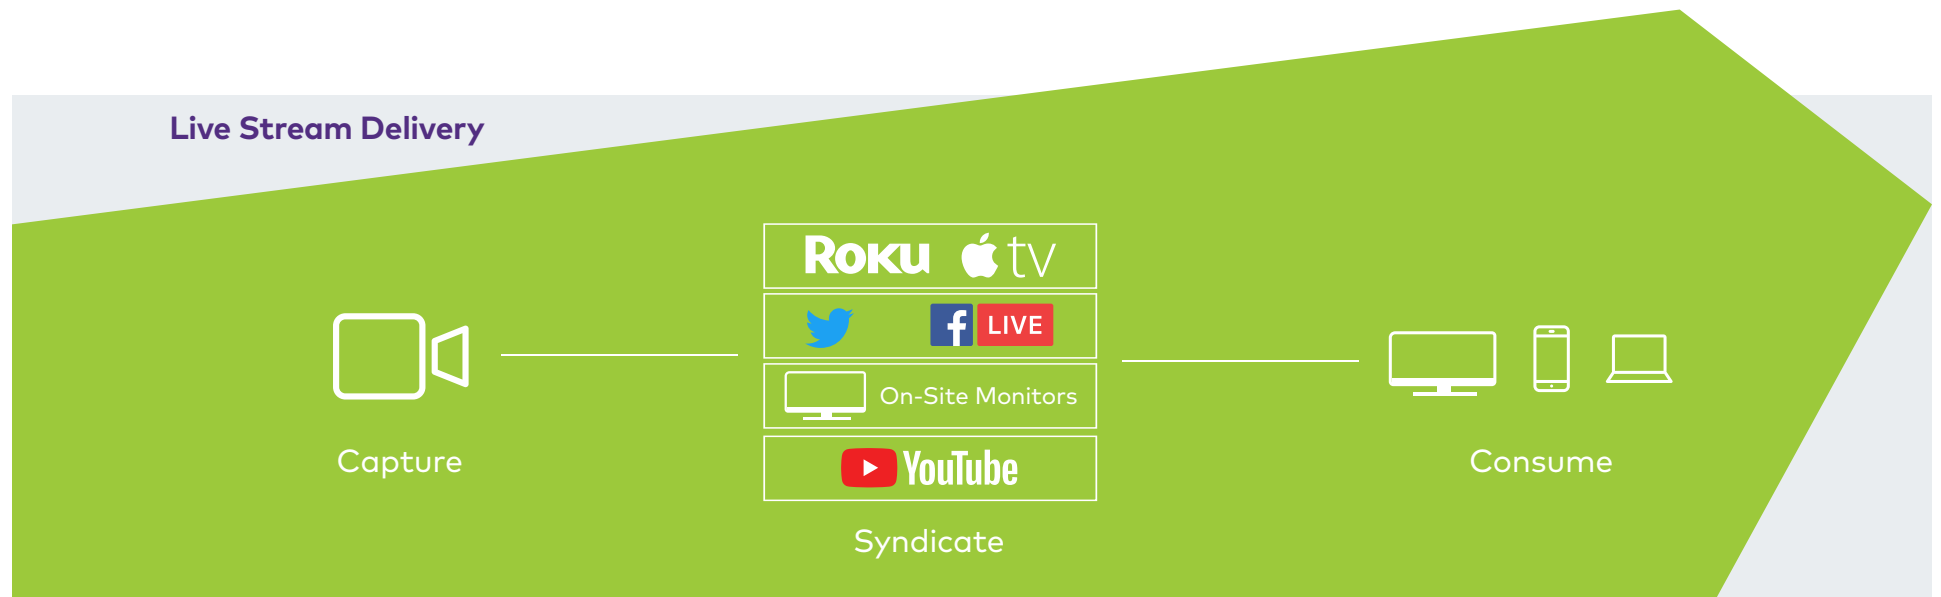 Live Stream Delivery
Roku tv
f LIVE
On-Site Monitors
YouTube
Capture
Syndicate
Consume